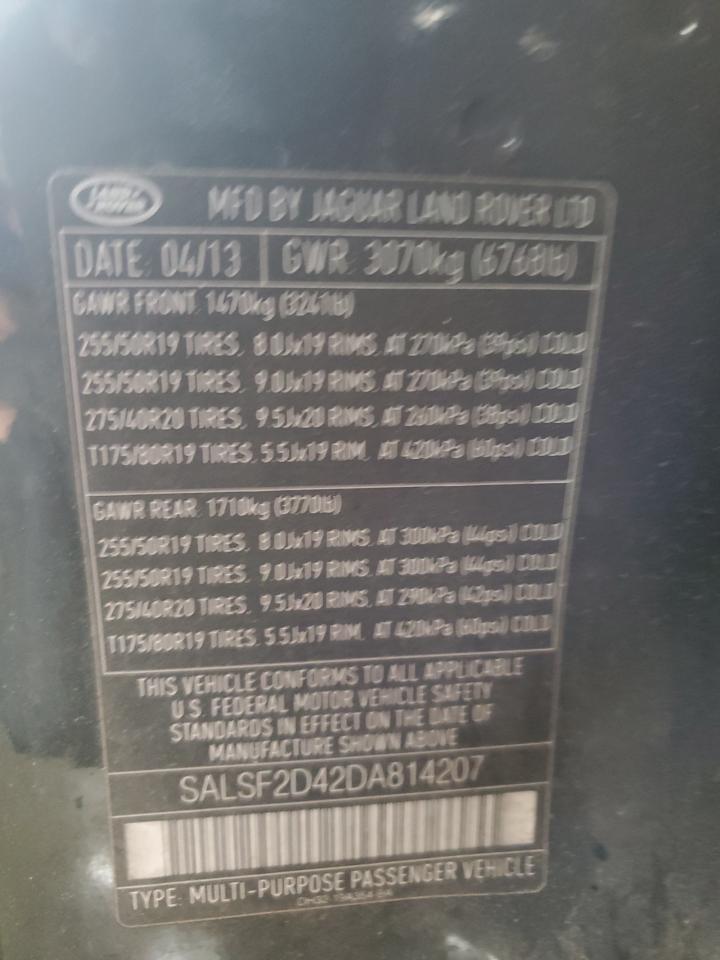 LAND ROVER
MFD BY JAGUAR LAND ROVER LTD
DATE: 04/13 GWR: 3070kg (6768lb)
GAWR FRONT: 1470kg (3241lb)
255/50R19 TIRES, 8.0Jx19 RIMS, AT 270kPa (39psi) COLD
255/50R19 TIRES, 9.0Jx19 RIMS, AT 270kPa (39psi) COLD
275/40R20 TIRES, 9.5Jx20 RIMS, AT 260kPa (38psi) COLD
T175/80R19 TIRES, 5.5Jx19 RIM, AT 420kPa (60psi) COLD
GAWR REAR: 1710kg (3770lb)
255/50R19 TIRES, 8.0Jx19 RIMS, AT 300kPa (44psi) COLD
255/50R19 TIRES, 9.0Jx19 RIMS, AT 300kPa (44psi) COLD
275/40R20 TIRES, 9.5Jx20 RIMS, AT 290kPa (42psi) COLD
T175/80R19 TIRES, 5.5Jx19 RIM, AT 420kPa (60psi) COLD
THIS VEHICLE CONFORMS TO ALL APPLICABLE
U.S. FEDERAL MOTOR VEHICLE SAFETY
STANDARDS IN EFFECT ON THE DATE OF
MANUFACTURE SHOWN ABOVE
SALSF2D42DA814207
TYPE: MULTI-PURPOSE PASSENGER VEHICLE